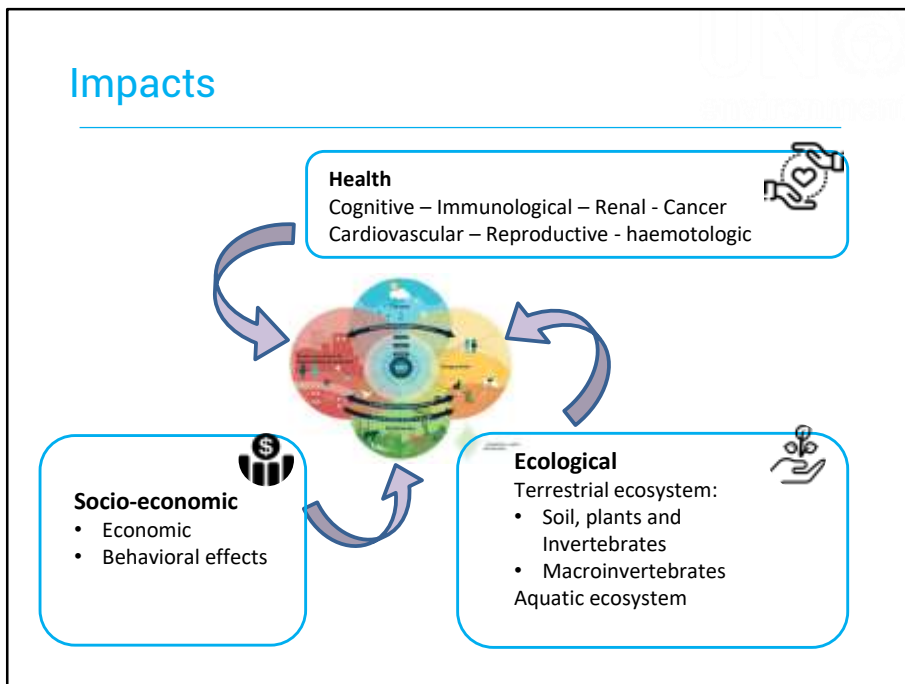 Impacts
Health
Cognitive – Immunological – Renal - Cancer
Cardiovascular – Reproductive - haemotologic
Socio-economic
• Economic
• Behavioral effects
Ecological
Terrestrial ecosystem:
• Soil, plants and
Invertebrates
• Macroinvertebrates
Aquatic ecosystem